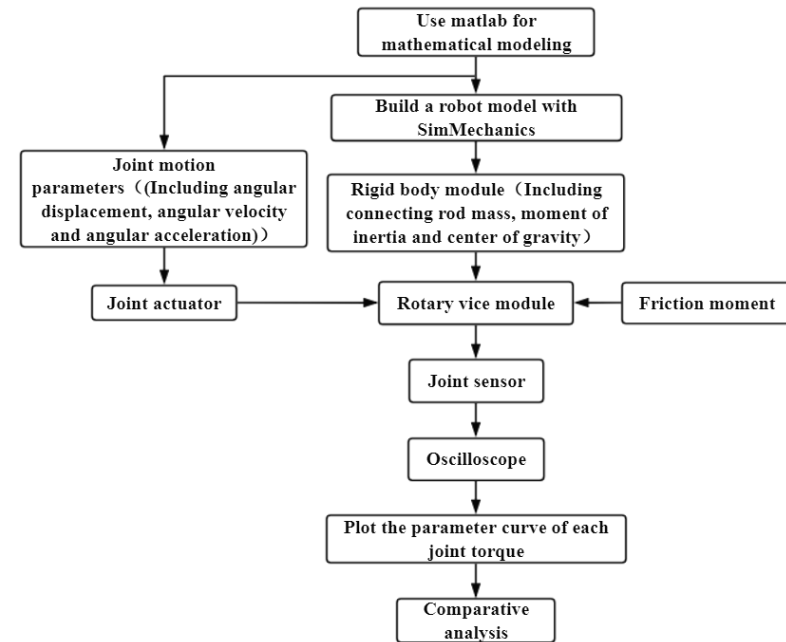 Use matlab for
mathematical modeling
Build a robot model with
SimMechanics
Joint motion
parameters（(Including angular
displacement, angular velocity
and angular acceleration)）
Rigid body module（Including
connecting rod mass, moment of
inertia and center of gravity）
Joint actuator
Rotary vice module
Friction moment
Joint sensor
Oscilloscope
Plot the parameter curve of each
joint torque
Comparative
analysis